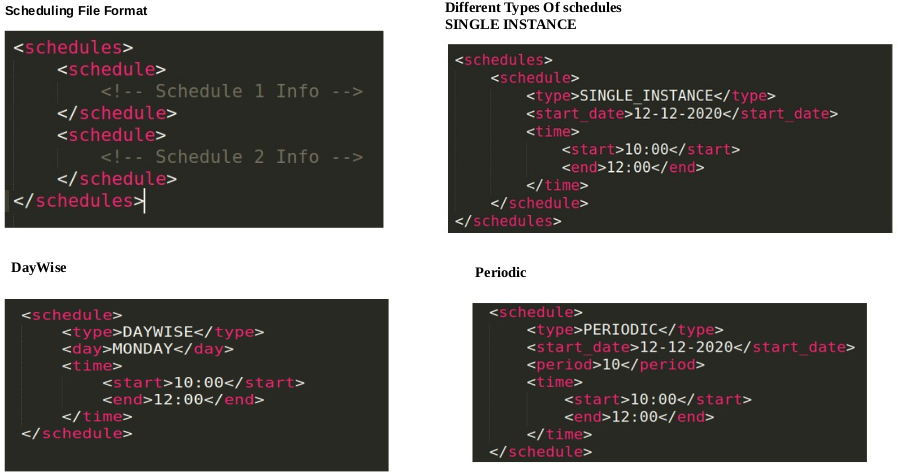 Scheduling File Format
<schedules>
<schedule>
<!-- Schedule 1 Info -->
</schedule>
<schedule>
<!-- Schedule 2 Info -->
</schedule>
</schedules>
Different Types Of schedules
SINGLE INSTANCE
<schedules>
<schedule>
<type>SINGLE_INSTANCE</type>
<start_date>12-12-2020</start_date>
<time>
<start>10:00</start>
<end>12:00</end>
</time>
</schedule>
</schedules>
DayWise
<schedule>
<type>DAYWISE</type>
<day>MONDAY</day>
<time>
<start>10:00</start>
<end>12:00</end>
</time>
</schedule>
Periodic
<schedule>
<type>PERIODIC</type>
<start_date>12-12-2020</start_date>
<period>10</period>
<time>
<start>10:00</start>
<end>12:00</end>
</time>
</schedule>